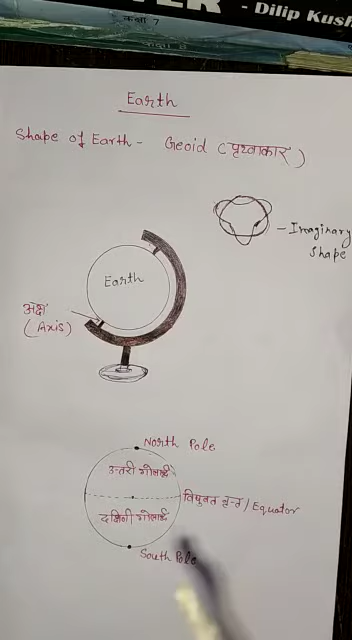 - Dilip Kush
कक्षा 7
Earth
Shape of Earth - Geoid (पृथ्वाकार)
- Imaginary
Shape
Earth
अक्ष
(Axis)
North Pole
उत्तरी गोलार्द्ध
विषुवत वृत्त / Equator
दक्षिणी गोलार्द्ध
South Pole